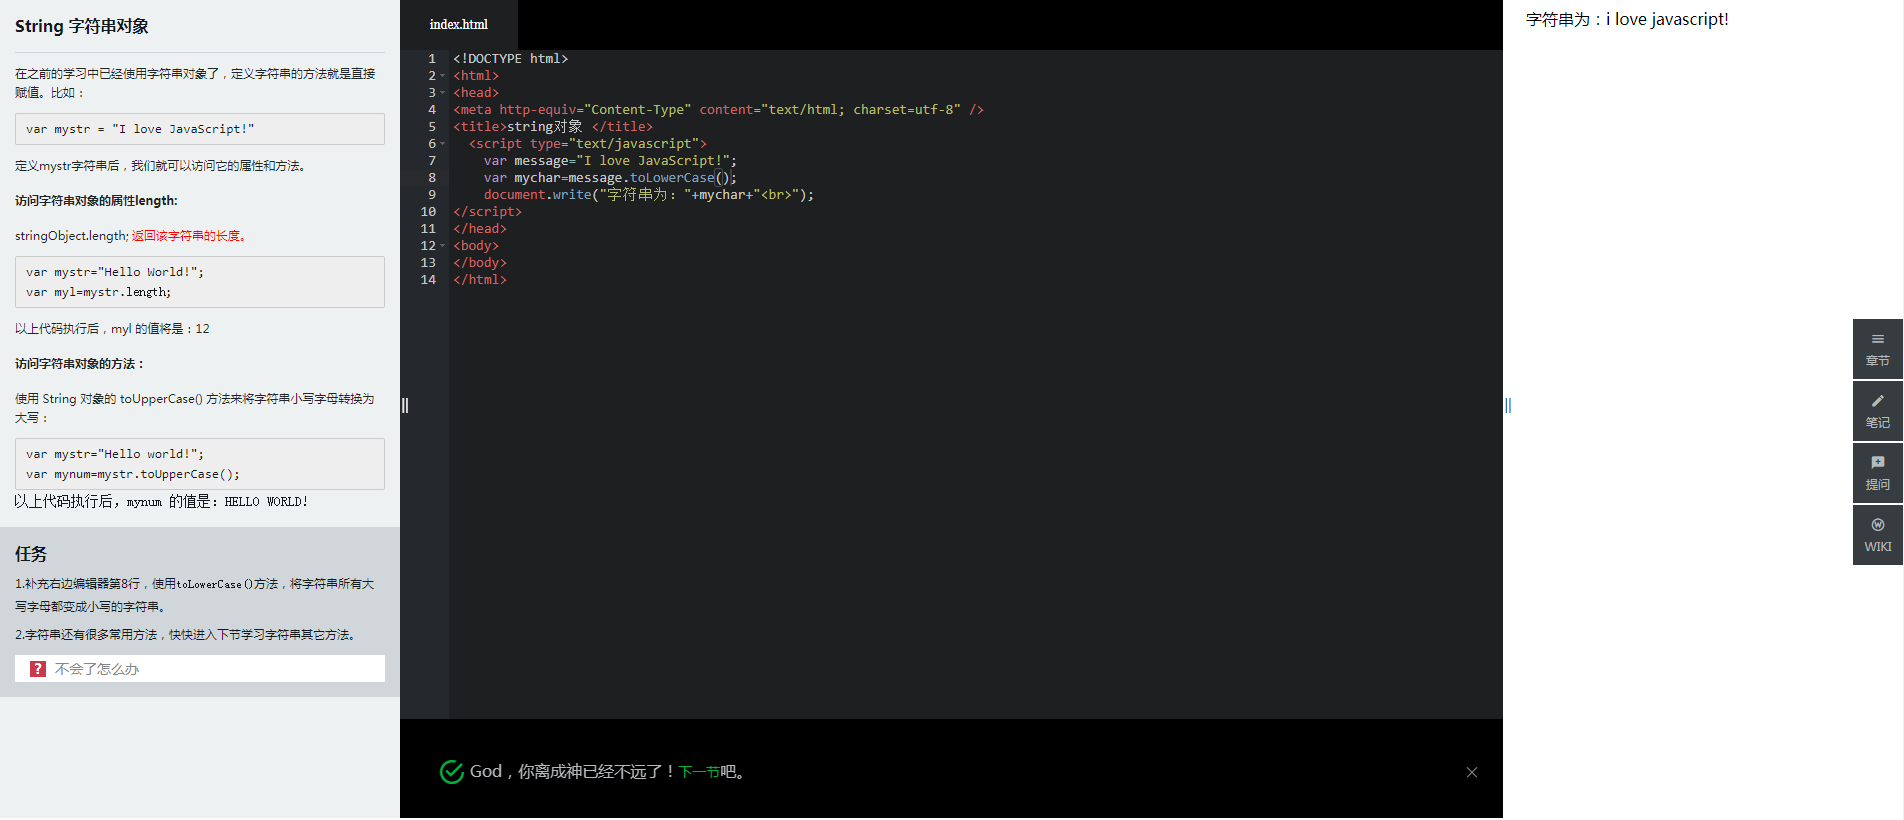 String 字符串对象
在之前的学习中已经使用字符串对象了，定义字符串的方法就是直接
赋值。比如：
var mystr = "I love JavaScript!"
定义mystr字符串后，我们就可以访问它的属性和方法。
访问字符串对象的属性length:
stringObject.length; 返回该字符串的长度。
var mystr="Hello World!";
var myl=mystr.length;
以上代码执行后，myl 的值将是：12
访问字符串对象的方法：
使用 String 对象的 toUpperCase() 方法来将字符串小写字母转换为
大写：
var mystr="Hello world!";
var mynum=mystr.toUpperCase();
以上代码执行后，mynum 的值是：HELLO WORLD!
任务
1.补充右边编辑器第8行，使用toLowerCase()方法，将字符串所有大
写字母都变成小写的字符串。
2.字符串还有很多常用方法，快快进入下节学习字符串其它方法。
? 不会了怎么办
index.html
1 <!DOCTYPE html>
2 <html>
3 <head>
4 <meta http-equiv="Content-Type" content="text/html; charset=utf-8" />
5 <title>string对象 </title>
6 <script type="text/javascript">
7 var message="I love JavaScript!";
8 var mychar=message.toLowerCase();
9 document.write("字符串为："+mychar+"<br>");
10 </script>
11 </head>
12 <body>
13 </body>
14 </html>
God，你离成神已经不远了！下一节吧。
字符串为：i love javascript!
章节
笔记
提问
WIKI